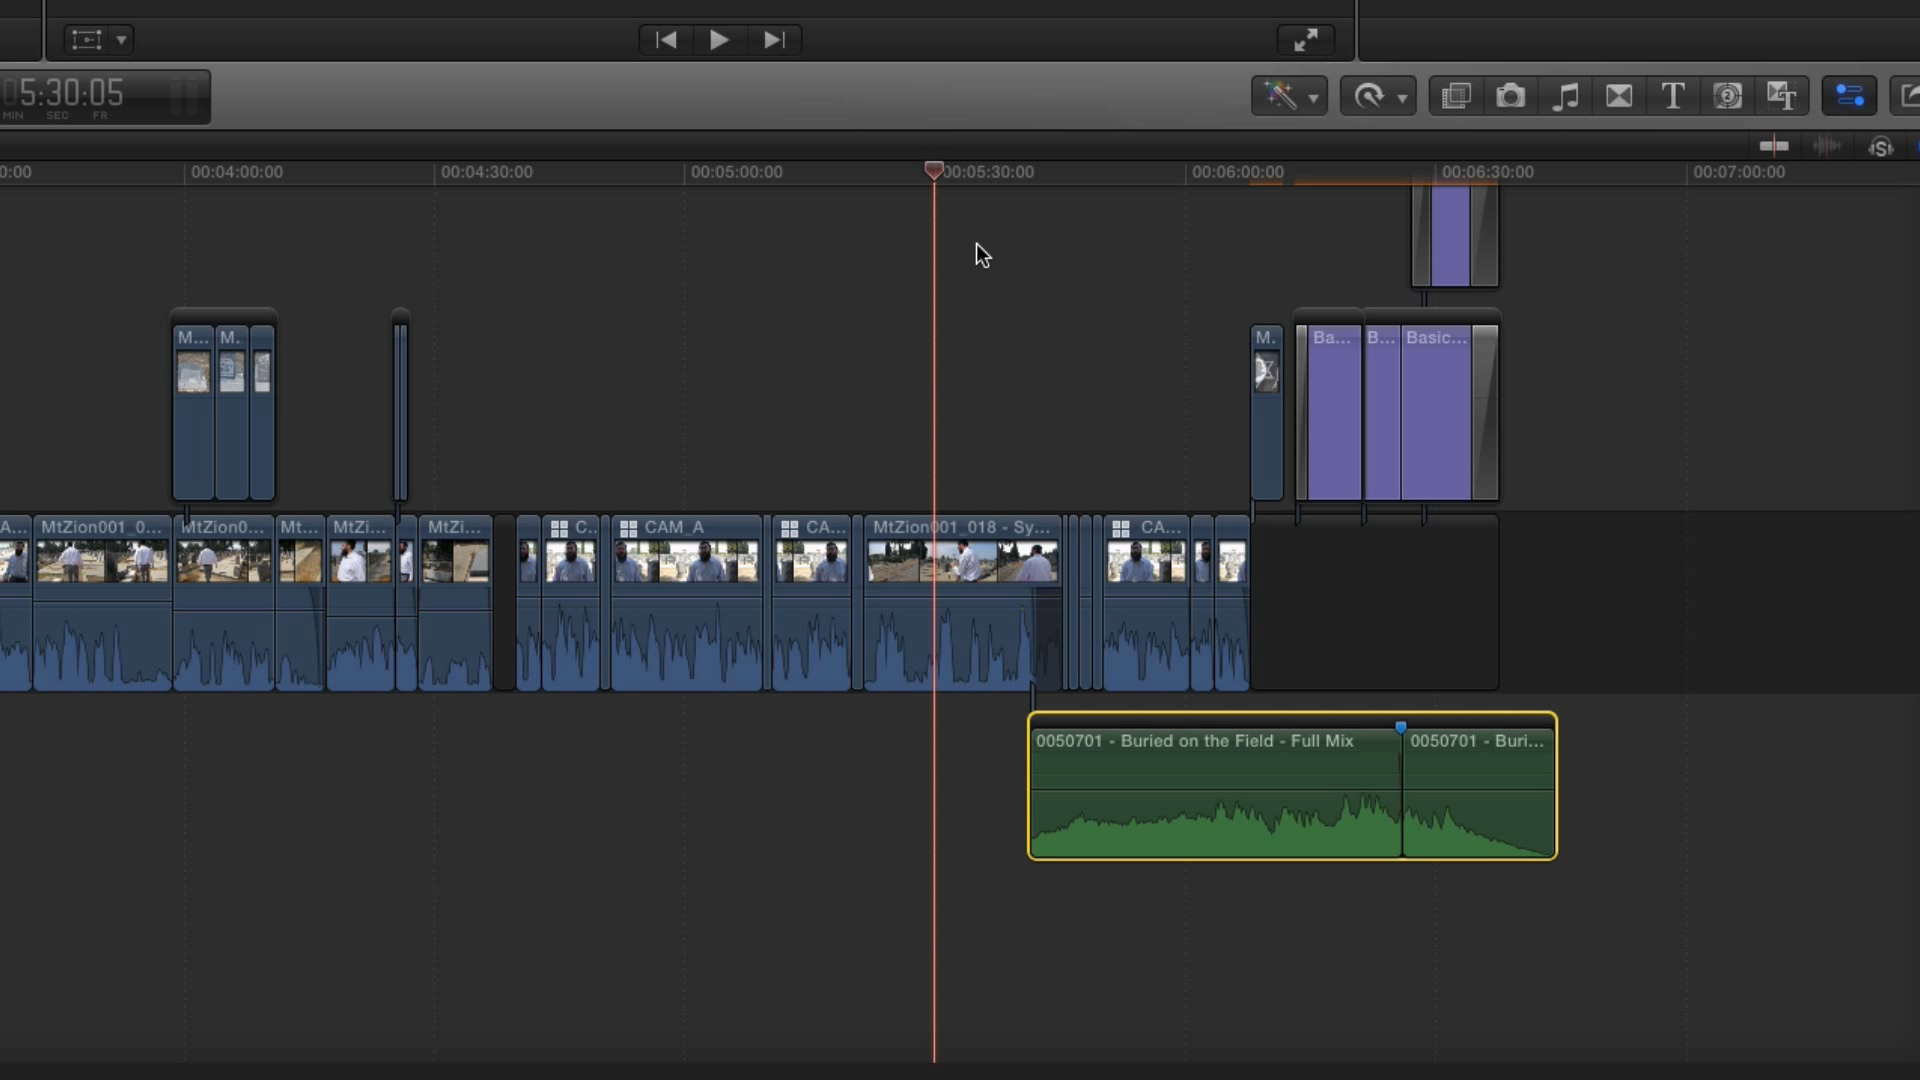 05:30:05
MIN SEC FR
T
2
T
S
0:00 00:04:00:00 00:04:30:00 00:05:00:00 00:05:30:00 00:06:00:00 00:06:30:00 00:07:00:00
M... M. M. Ba... B... Basic...
A... MtZion001_0... MtZion0... Mt... MtZi... MtZi... C.. CAM_A CA... MtZion001_018 - Sy... CA...
0050701 - Buried on the Field - Full Mix 0050701 - Buri...